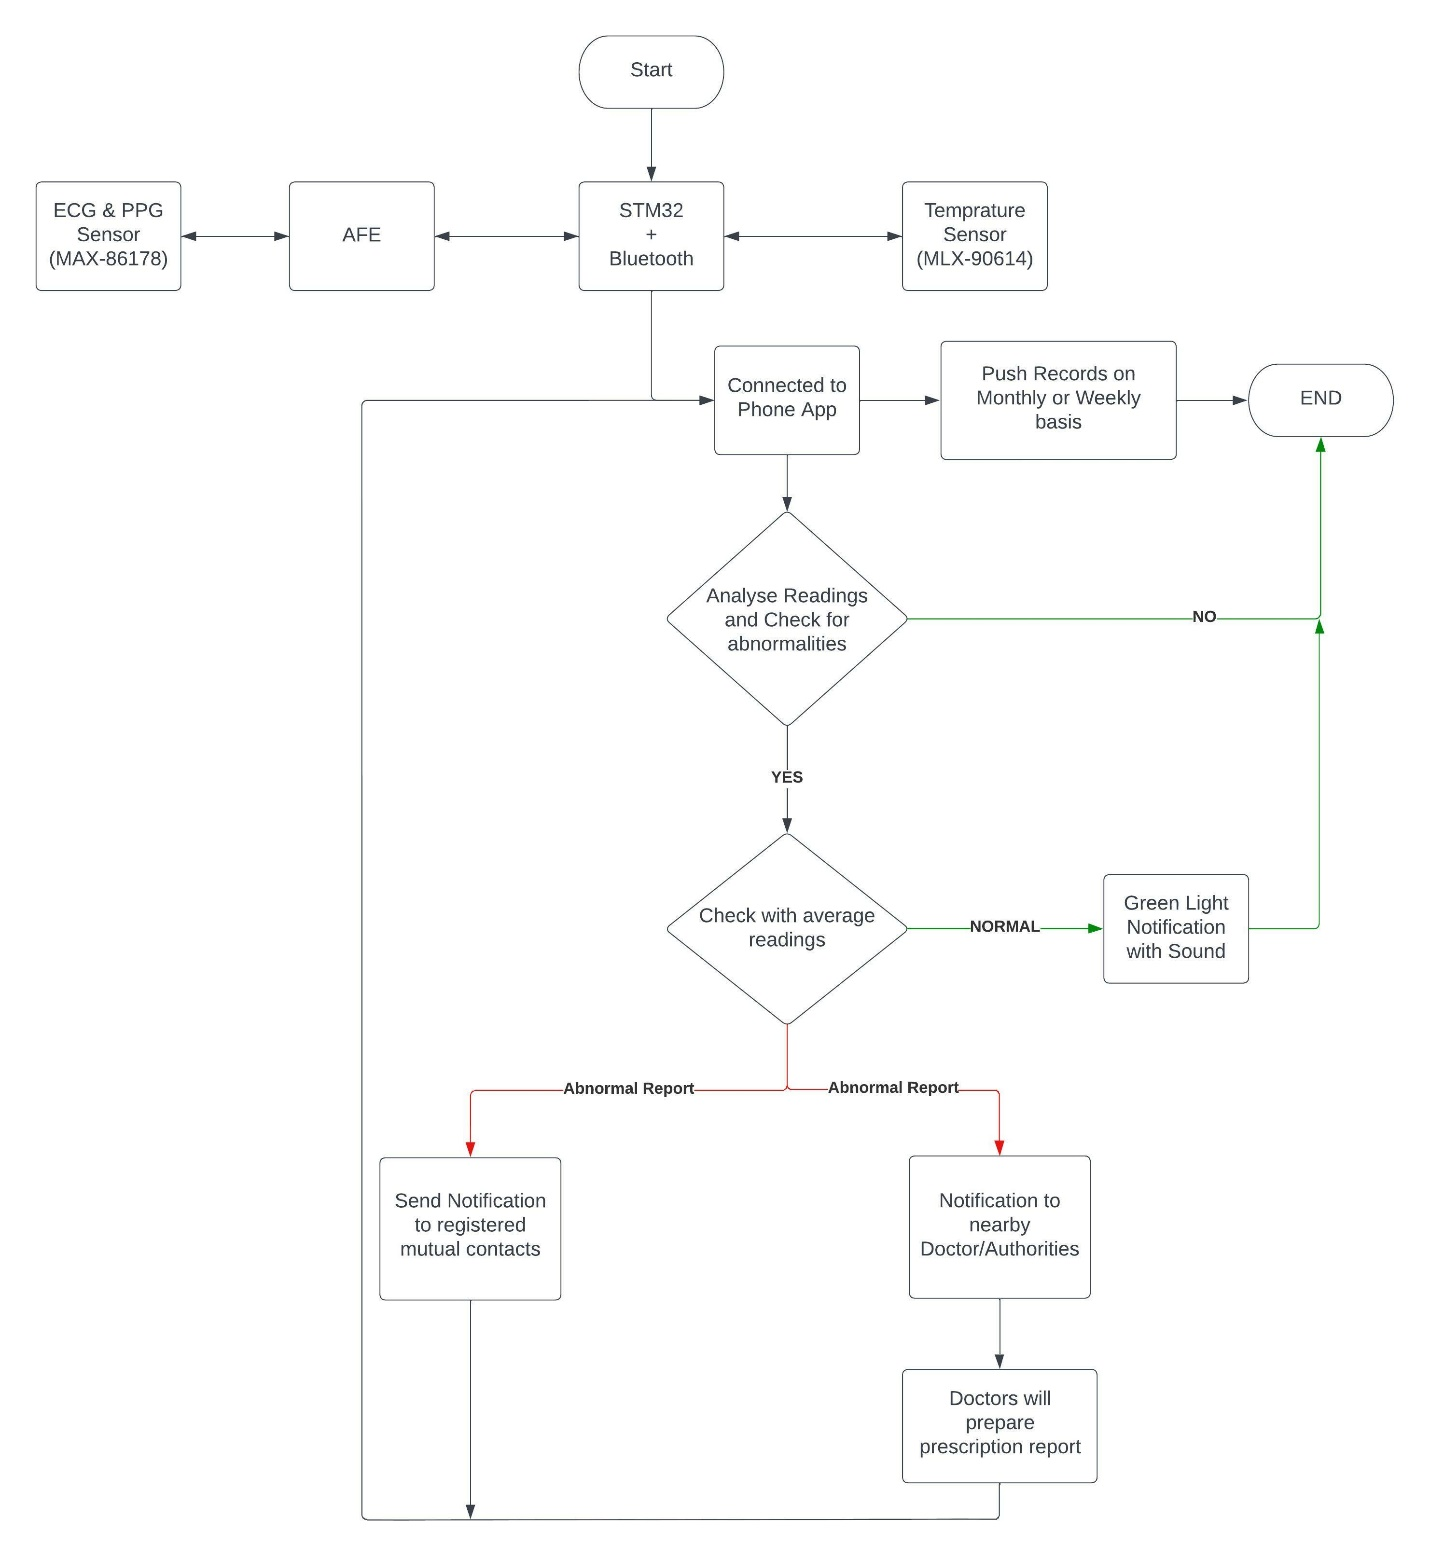 Start
ECG & PPG
Sensor
(MAX-86178)
AFE
STM32
+
Bluetooth
Temprature
Sensor
(MLX-90614)
Connected to
Phone App
Push Records on
Monthly or Weekly
basis
END
Analyse Readings
and Check for
abnormalities
NO
YES
Check with average
readings
NORMAL
Green Light
Notification
with Sound
Abnormal Report
Abnormal Report
Send Notification
to registered
mutual contacts
Notification to
nearby
Doctor/Authorities
Doctors will
prepare
prescription report